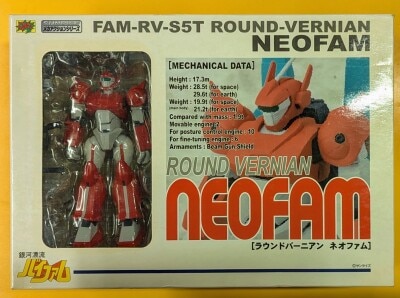 FAM-RV-S5T ROUND-VERNIAN
NEOFAM
[MECHANICAL DATA]
Height : 17.3m
Weight : 28.5t (for space)
29.6t (for earth)
Weight : 19.9t (for space)
21.2t (for earth)
Compared with mass :
Movable engine : 2
For posture control engine : 10
For fine-tuning engine : 6
Armaments : Beam Gun・Shield
ROUND VERNIAN
NEOFAM
[ラウンドバーニアン ネオファム]
銀河漂流
バイファム